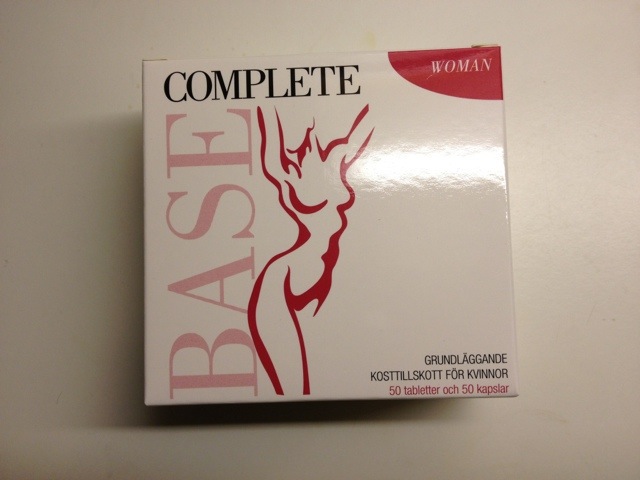 COMPLETE
WOMAN
BASE
GRUNDLÄGGANDE
KOSTTILLSKOTT FÖR KVINNOR
50 tabletter och 50 kapslar